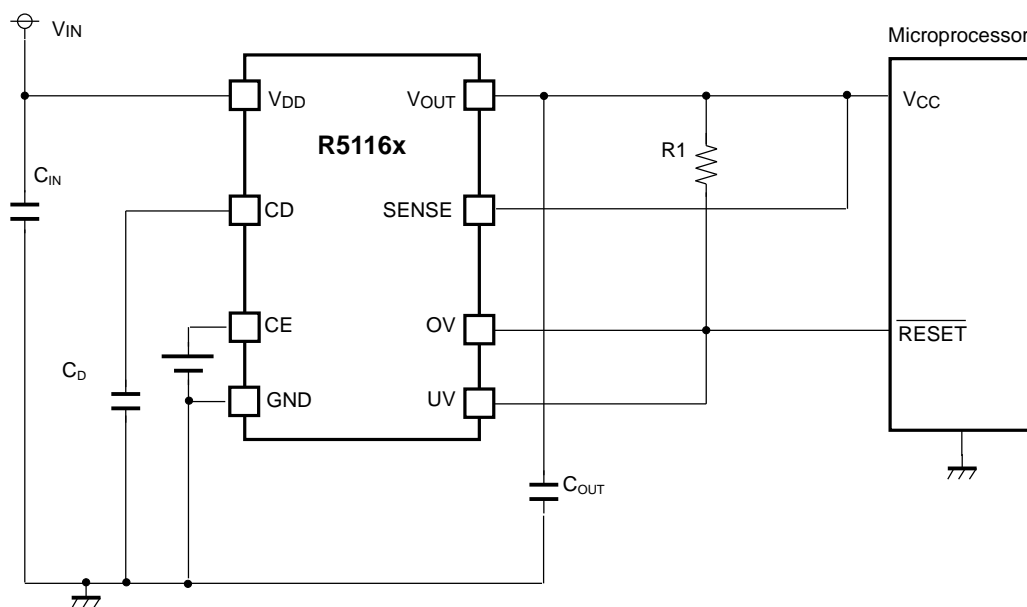 VIN
Microprocessor
VDD
VOUT
VCC
R5116x
R1
CIN
CD
SENSE
CE
OV
RESET
CD
GND
UV
COUT